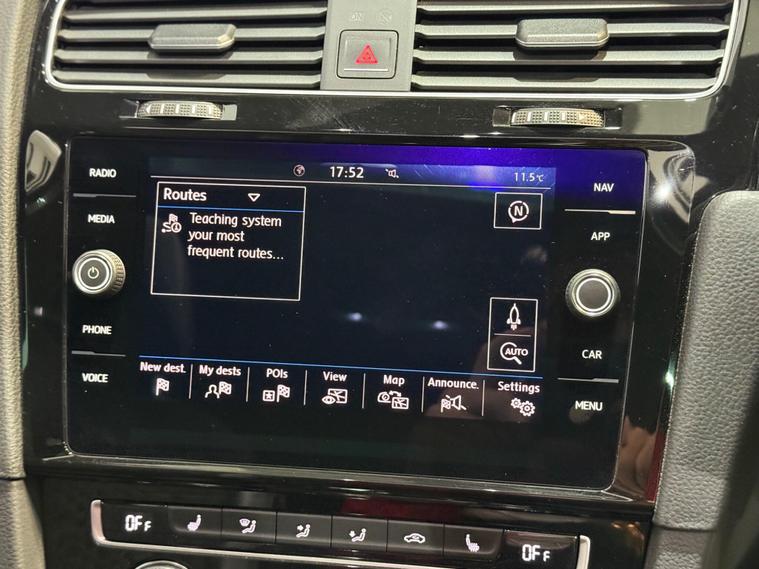 ON
RADIO
MEDIA
PHONE
VOICE
17:52
11.5°C
Routes
Teaching system
your most
frequent routes...
N
AUTO
New dest.
My dests
POIs
View
Map
Announce.
Settings
NAV
APP
CAR
MENU
OFF
OFF